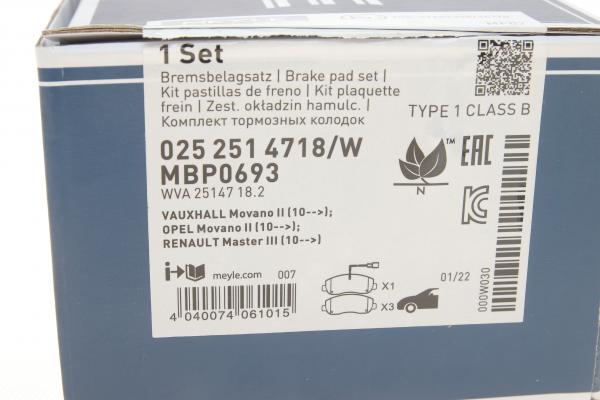 1 Set
Bremsbelagsatz | Brake pad set |
Kit pastillas de freno | Kit plaquette
frein | Zest. okładzin hamulc. |
Комплект тормозных колодок
TYPE 1 CLASS B
025 251 4718/W
MBP0693
WVA 25147 18.2
TM
EAC
N
VAUXHALL Movano II (10-->);
OPEL Movano II (10-->);
RENAULT Master III (10-->)
meyle.com
007
X1
X3
01/22
000W030
4 040074 061015